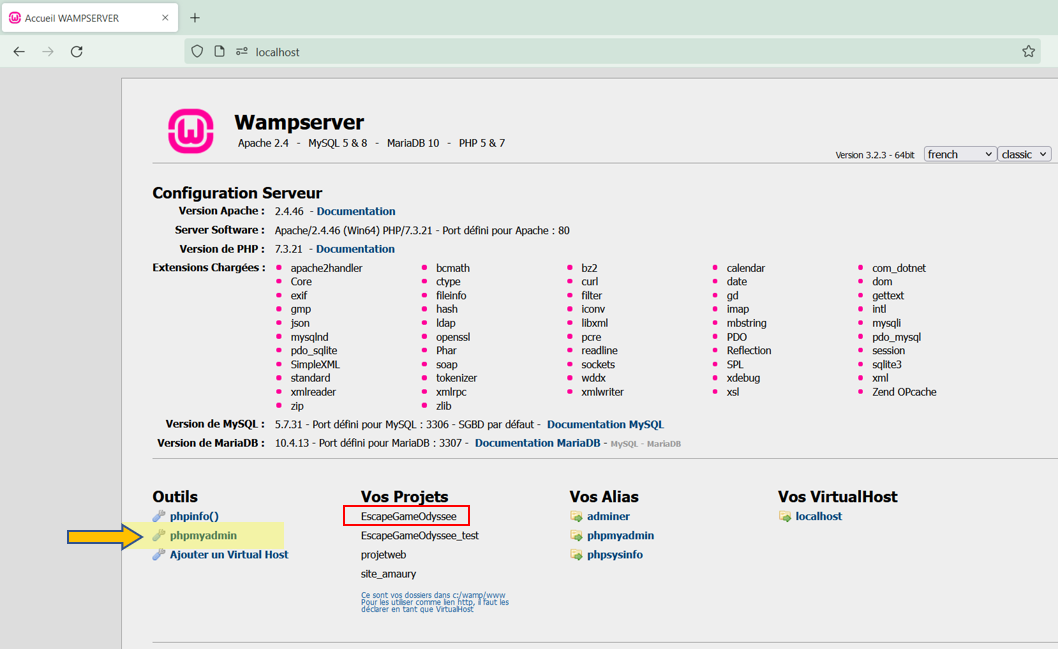 Accueil WAMPSERVER
localhost
Wampserver
Apache 2.4 - MySQL 5 & 8 - MariaDB 10 - PHP 5 & 7
Version 3.2.3 - 64bit french classic
Configuration Serveur
Version Apache : 2.4.46 - Documentation
Server Software : Apache/2.4.46 (Win64) PHP/7.3.21 - Port défini pour Apache : 80
Version de PHP : 7.3.21 - Documentation
Extensions Chargées : apache2handler bcmath bz2 calendar com_dotnet
Core ctype curl date dom
exif fileinfo filter gd gettext
gmp hash iconv imap intl
json ldap libxml mbstring mysqli
mysqlnd openssl pcre PDO pdo_mysql
pdo_sqlite Phar readline Reflection session
SimpleXML soap sockets SPL sqlite3
standard tokenizer wddx xdebug xml
xmlreader xmlrpc xmlwriter xsl Zend OPcache
zip zlib
Version de MySQL : 5.7.31 - Port défini pour MySQL : 3306 - SGBD par défaut - Documentation MySQL
Version de MariaDB : 10.4.13 - Port défini pour MariaDB : 3307 - Documentation MariaDB - MySQL - MariaDB
Outils
phpinfo()
phpmyadmin
Ajouter un Virtual Host
Vos Projets
EscapeGameOdyssee
EscapeGameOdyssee_test
projetweb
site_amaury
Ce sont vos dossiers dans c:/wamp/www
Pour les utiliser comme lien http, il faut les
déclarer en tant que VirtualHost
Vos Alias
adminer
phpmyadmin
phpsysinfo
Vos VirtualHost
localhost